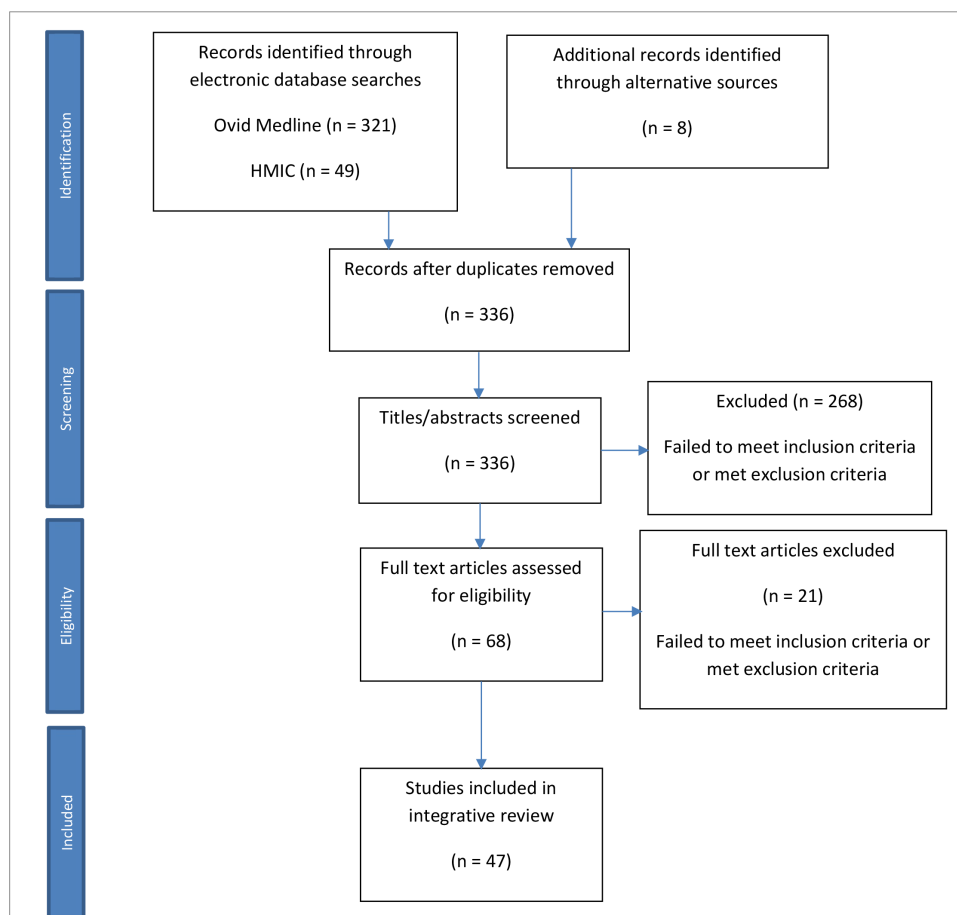 Identification
Records identified through
electronic database searches
Ovid Medline (n = 321)
HMIC (n = 49)
Additional records identified
through alternative sources
(n = 8)
Records after duplicates removed
(n = 336)
Screening
Titles/abstracts screened
(n = 336)
Excluded (n = 268)
Failed to meet inclusion criteria
or met exclusion criteria
Eligibility
Full text articles assessed
for eligibility
(n = 68)
Full text articles excluded
(n = 21)
Failed to meet inclusion criteria or
met exclusion criteria
Included
Studies included in
integrative review
(n = 47)